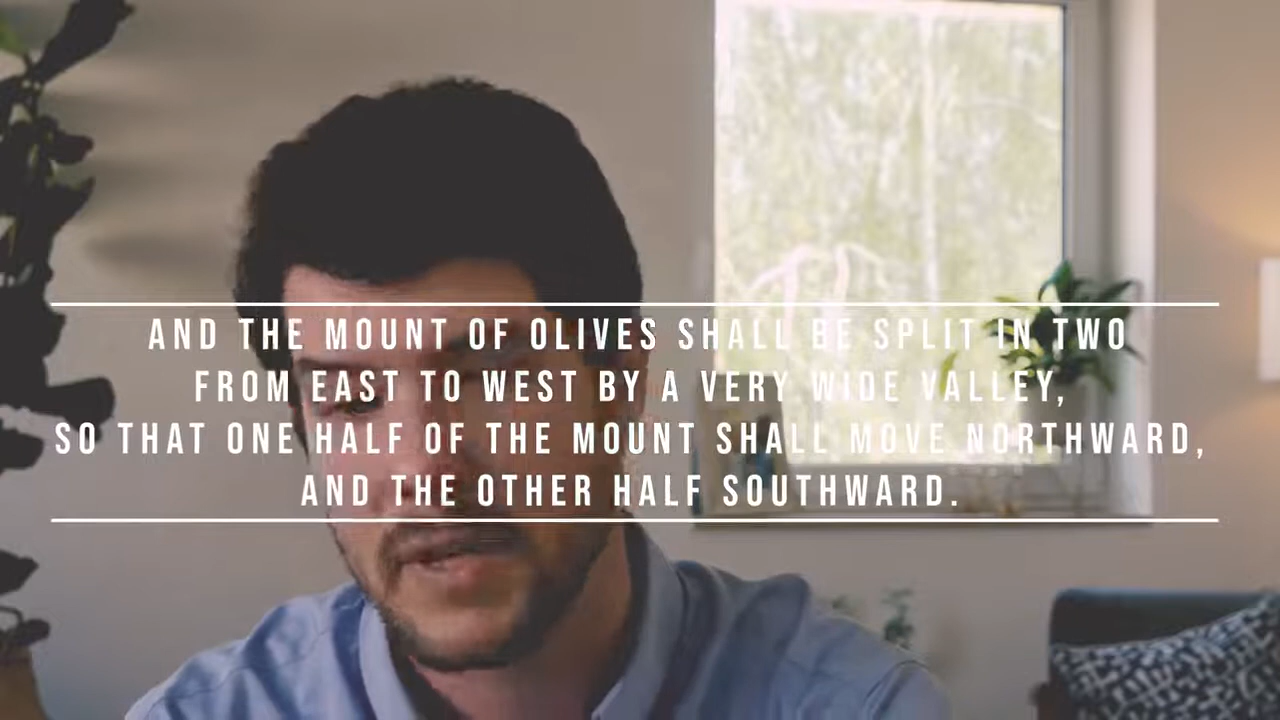 AND THE MOUNT OF OLIVES SHALL BE SPLIT IN TWO
FROM EAST TO WEST BY A VERY WIDE VALLEY,
SO THAT ONE HALF OF THE MOUNT SHALL MOVE NORTHWARD,
AND THE OTHER HALF SOUTHWARD.